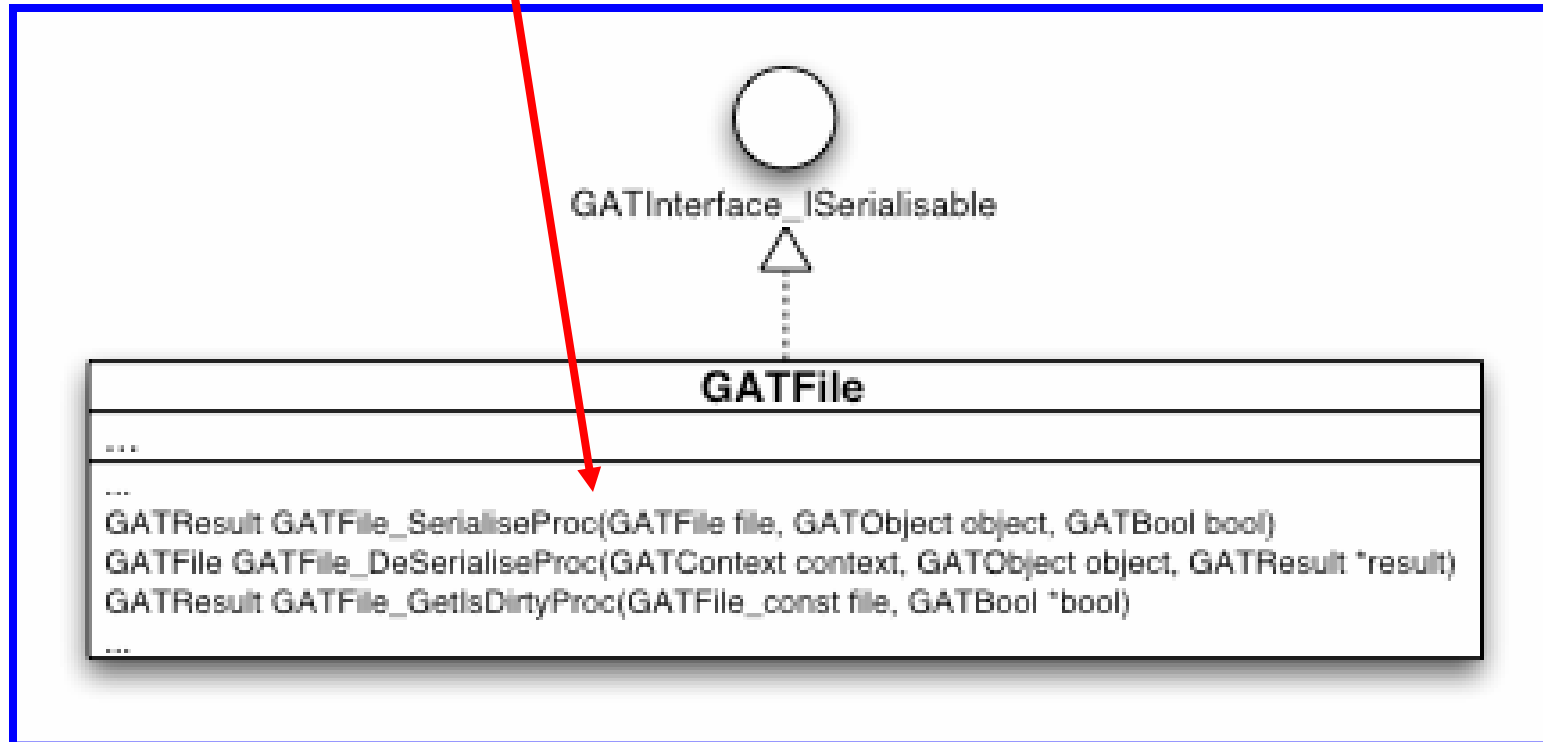 GATInterface_ISerialisable
GATFile
...
...
GATResult GATFile_SerialiseProc(GATFile file, GATObject object, GATBool bool)
GATFile GATFile_DeSerialiseProc(GATContext context, GATObject object, GATResult *result)
GATResult GATFile_GetIsDirtyProc(GATFile_const file, GATBool *bool)
...